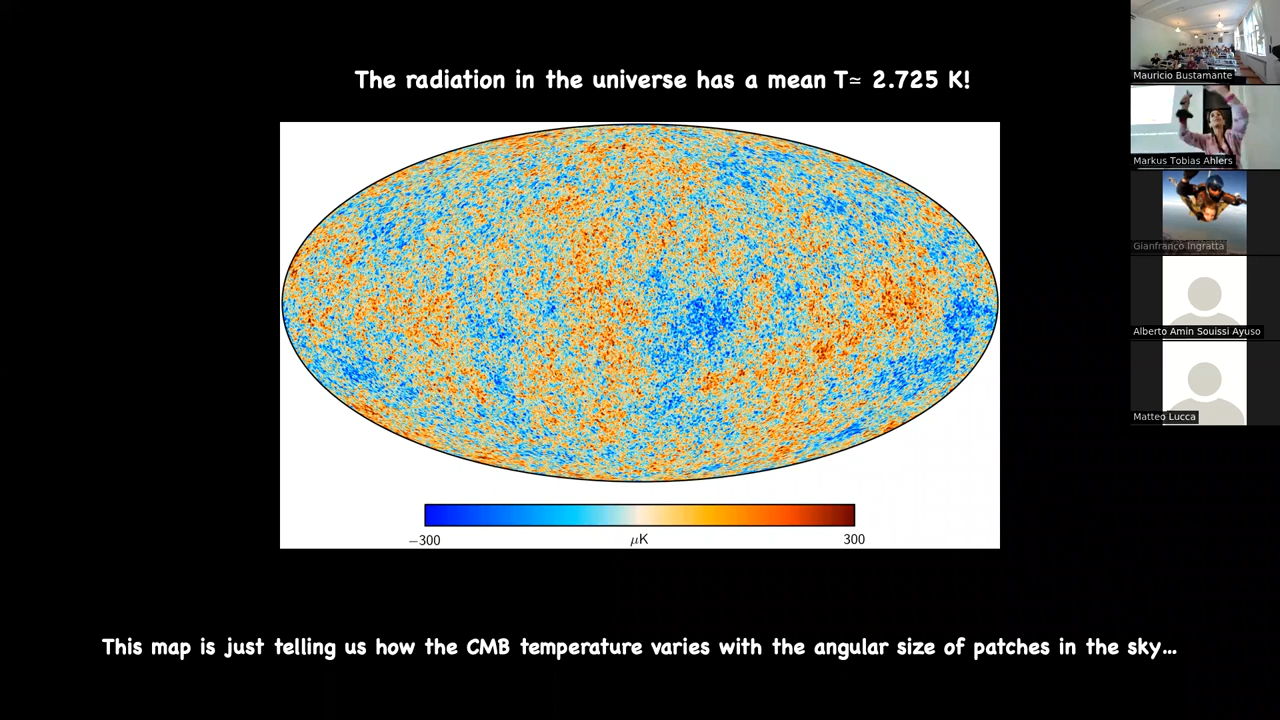 The radiation in the universe has a mean T≃ 2.725 K!
−300
μK
300
This map is just telling us how the CMB temperature varies with the angular size of patches in the sky...
Mauricio Bustamante
Markus Tobias Ahlers
Gianfranco Ingratta
Alberto Amin Souissi Ayuso
Matteo Lucca